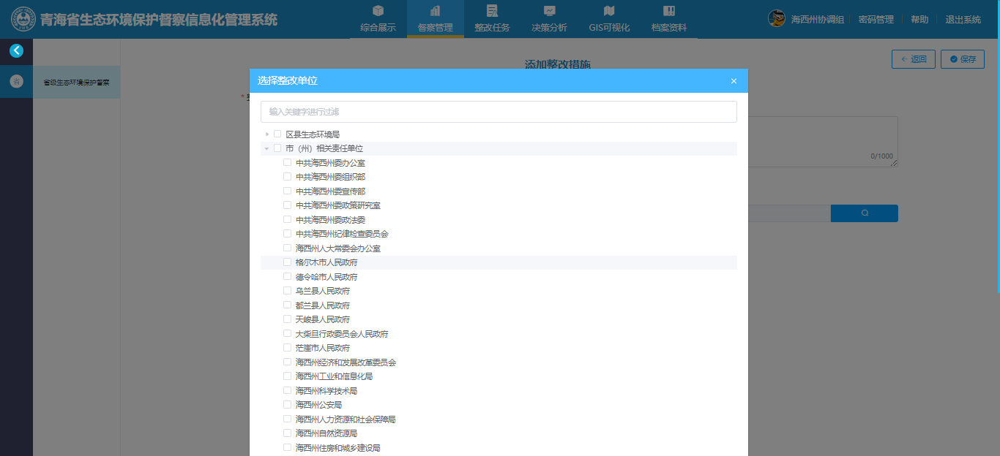 青海省生态环境保护督察信息化管理系统
综合展示
督察管理
整改任务
决策分析
GIS可视化
档案资料
海西州协调组
密码管理
帮助
退出系统
省
省级生态环境保护督察
添加整改措施
返回
保存
选择整改单位
输入关键字进行过滤
区县生态环境局
市（州）相关责任单位
中共海西州委办公室
中共海西州委组织部
中共海西州委宣传部
中共海西州委政策研究室
中共海西州委政法委
中共海西州纪律检查委员会
海西州人大常委会办公室
格尔木市人民政府
德令哈市人民政府
乌兰县人民政府
都兰县人民政府
天峻县人民政府
大柴旦行政委员会人民政府
茫崖市人民政府
海西州经济和发展改革委员会
海西州工业和信息化局
海西州科学技术局
海西州公安局
海西州人力资源和社会保障局
海西州自然资源局
海西州住房和城乡建设局
0/1000